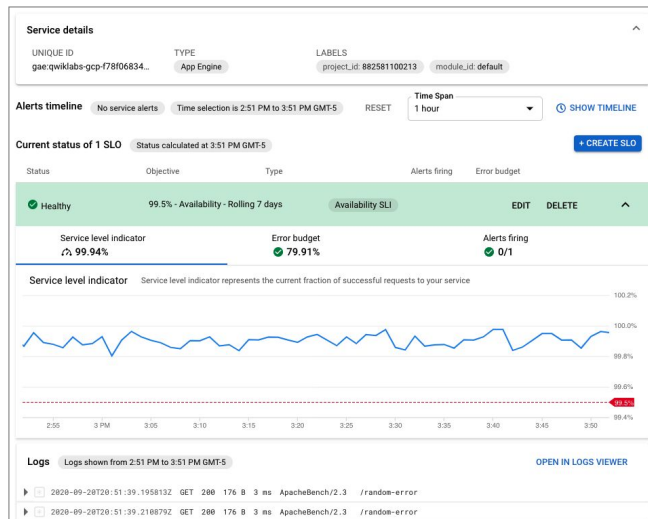 Service details
UNIQUE ID TYPE LABELS
gae:qwiklabs-gcp-f78f06834... App Engine project_id: 882581100213 module_id: default
Alerts timeline No service alerts Time selection is 2:51 PM to 3:51 PM GMT-5 RESET Time Span 1 hour SHOW TIMELINE
Current status of 1 SLO Status calculated at 3:51 PM GMT-5 + CREATE SLO
Status Objective Type Alerts firing Error budget
Healthy 99.5% - Availability - Rolling 7 days Availability SLI EDIT DELETE
Service level indicator Error budget Alerts firing
99.94% 79.91% 0/1
Service level indicator Service level indicator represents the current fraction of successful requests to your service
100.2%
100.0%
99.8%
99.6%
99.5%
99.4%
2:55 3 PM 3:05 3:10 3:15 3:20 3:25 3:30 3:35 3:40 3:45 3:50
Logs Logs shown from 2:51 PM to 3:51 PM GMT-5 OPEN IN LOGS VIEWER
2020-09-20T20:51:39.195813Z GET 200 176 B 3 ms ApacheBench/2.3 /random-error
2020-09-20T20:51:39.210879Z GET 200 176 B 3 ms ApacheBench/2.3 /random-error